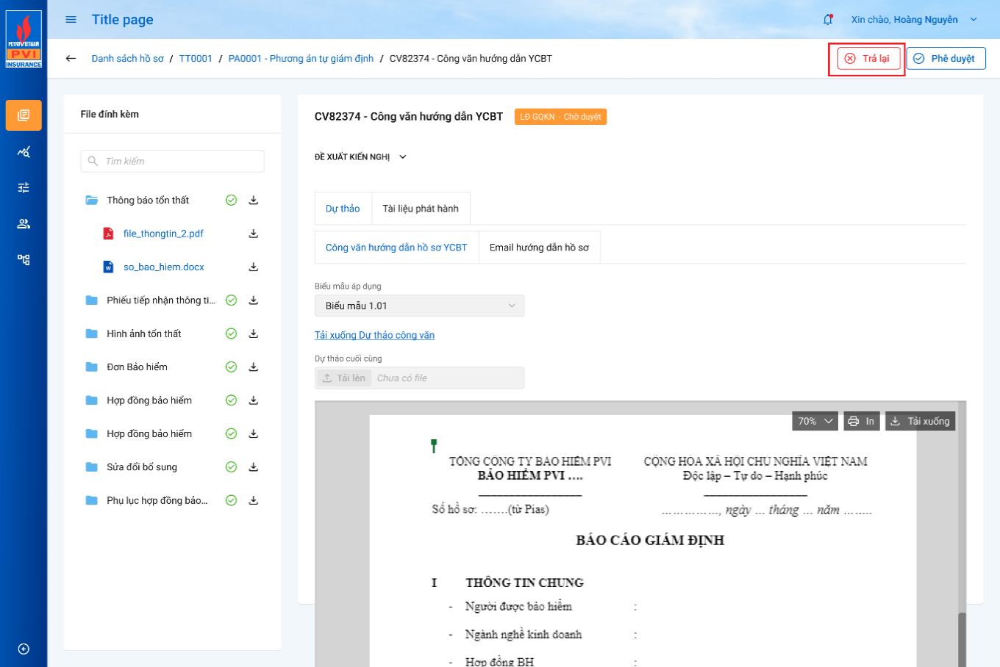 PETROVIETNAM
PVI
INSURANCE
Title page
Xin chào, Hoàng Nguyễn
Danh sách hồ sơ / TT0001 / PA0001 - Phương án tự giám định / CV82374 - Công văn hướng dẫn YCBT
Trả lại
Phê duyệt
File đính kèm
Tìm kiếm
Thông báo tổn thất
file_thongtin_2.pdf
so_bao_hiem.docx
Phiếu tiếp nhận thông ti...
Hình ảnh tổn thất
Đơn Bảo hiểm
Hợp đồng bảo hiểm
Hợp đồng bảo hiểm
Sửa đổi bổ sung
Phụ lục hợp đồng bảo...
CV82374 - Công văn hướng dẫn YCBT
LĐ GQKN - Chờ duyệt
ĐỀ XUẤT KIẾN NGHỊ
Dự thảo
Tài liệu phát hành
Công văn hướng dẫn hồ sơ YCBT
Email hướng dẫn hồ sơ
Biểu mẫu áp dụng
Biểu mẫu 1.01
Tải xuống Dự thảo công văn
Dự thảo cuối cùng
Tải lên
Chưa có file
70%
In
Tải xuống
TỔNG CÔNG TY BẢO HIỂM PVI
BẢO HIỂM PVI ....
CỘNG HÒA XÃ HỘI CHỦ NGHĨA VIỆT NAM
Độc lập – Tự do – Hạnh phúc
Số hồ sơ: …….(từ Pias)
……………, ngày … tháng … năm ……..
BÁO CÁO GIÁM ĐỊNH
I THÔNG TIN CHUNG
- Người được bảo hiểm :
- Ngành nghề kinh doanh :
- Hợp đồng BH :